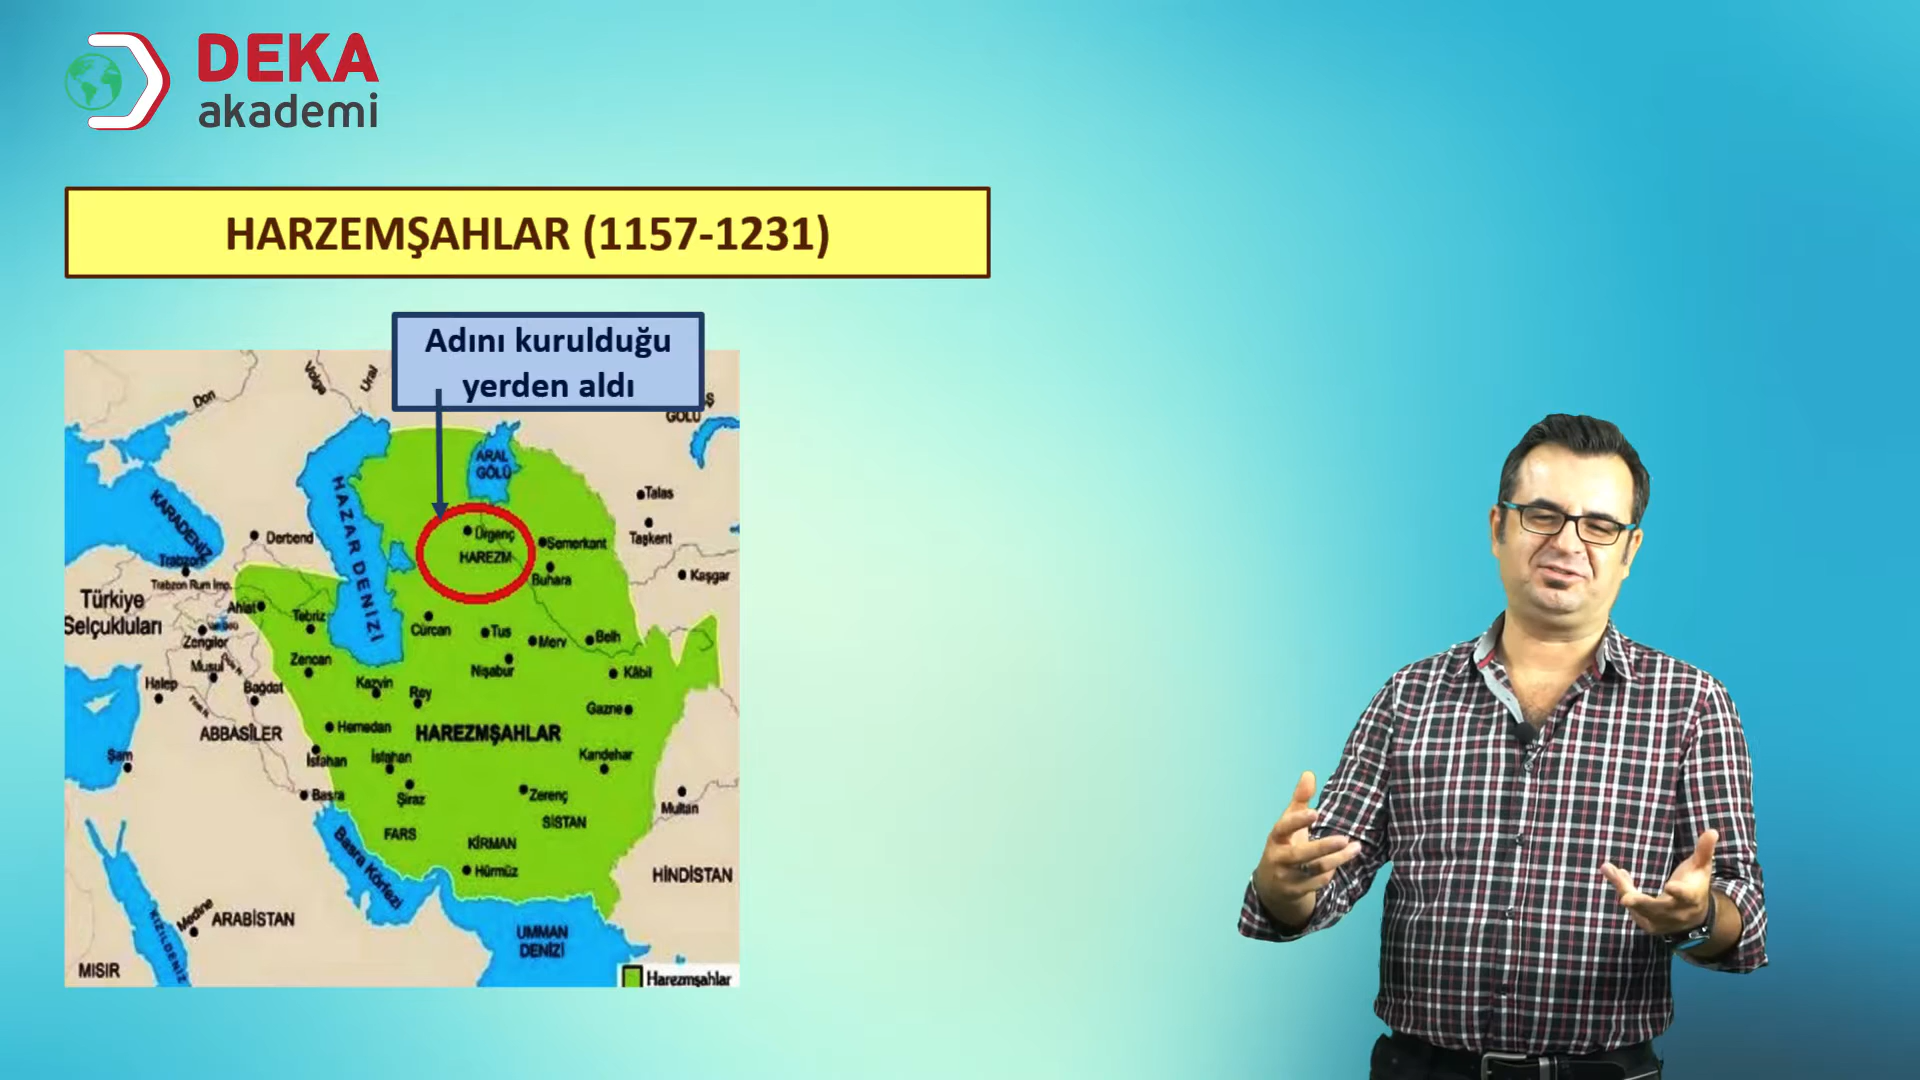 DEKA
akademi
HARZEMŞAHLAR (1157-1231)
Adını kurulduğu
yerden aldı
Volga
Ural
Don
GÖLÜ
ARAL
GÖLÜ
Talas
KARADENİZ
HAZAR DENİZİ
Derbend
Ürgenç
Semerkant
Taşkent
HAREZM
Trabzon
Trabzon Rum İmp.
Buhara
Kaşgar
Türkiye
Selçukluları
Ahlat
Tebriz
Cürcan
Tus
Merv
Belh
Zengiler
Musul
Zencan
Nişabur
Kâbil
Halep
Bağdat
Kazvin
Rey
Gazne
ABBASİLER
Hemedan
HAREZMŞAHLAR
Şam
İsfahan
İsfahan
Kandehar
Basra
Şiraz
Zerenç
Multan
SİSTAN
Basra Körfezi
FARS
KİRMAN
Hürmüz
HİNDİSTAN
Medine
ARABİSTAN
KIZILDENİZ
UMMAN
DENİZİ
MISIR
Harezmşahlar